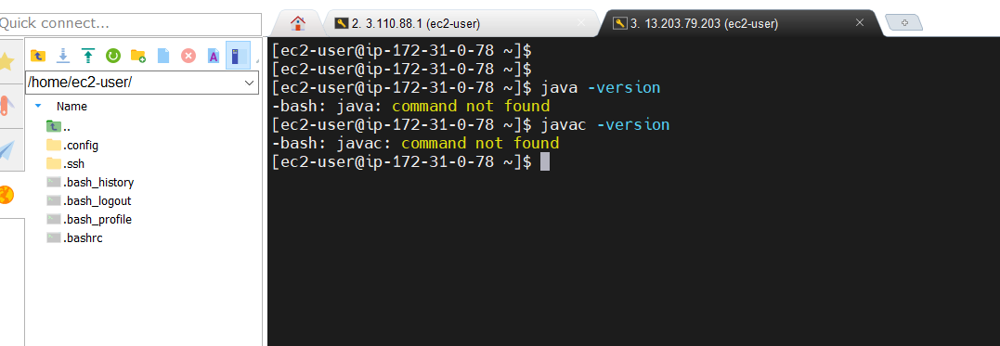 Quick connect...
2. 3.110.88.1 (ec2-user)
3. 13.203.79.203 (ec2-user)
/home/ec2-user/
Name
..
.config
.ssh
.bash_history
.bash_logout
.bash_profile
.bashrc
[ec2-user@ip-172-31-0-78 ~]$
[ec2-user@ip-172-31-0-78 ~]$
[ec2-user@ip-172-31-0-78 ~]$ java -version
-bash: java: command not found
[ec2-user@ip-172-31-0-78 ~]$ javac -version
-bash: javac: command not found
[ec2-user@ip-172-31-0-78 ~]$